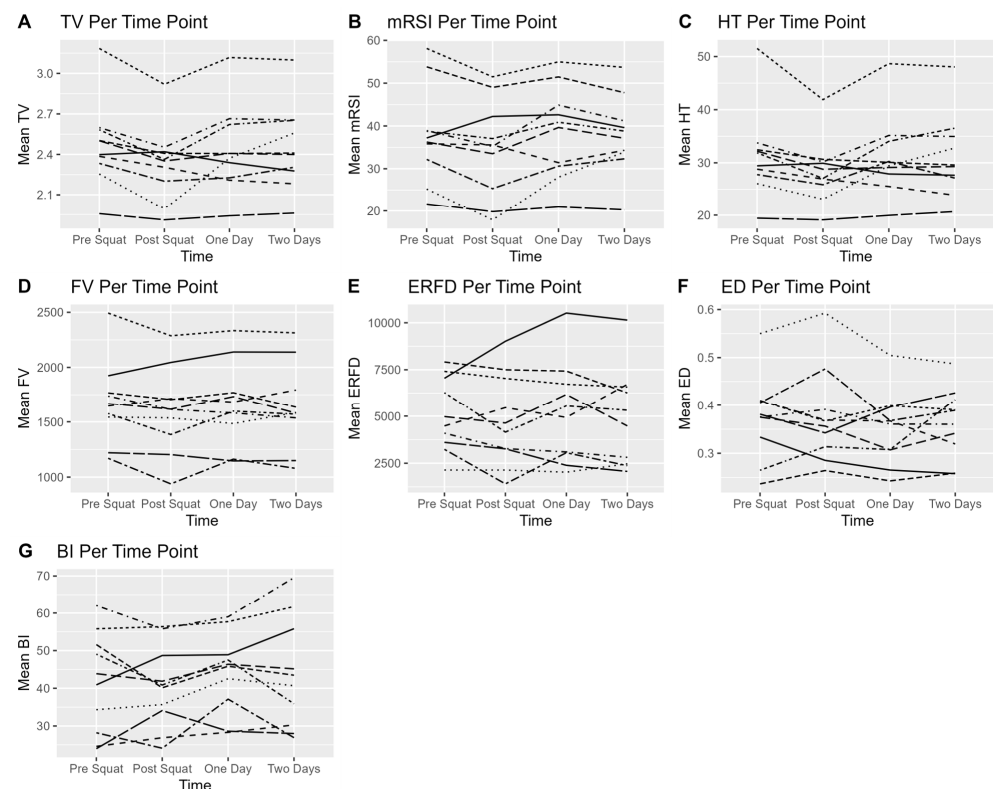 A TV Per Time Point
3.0
2.7
2.4
2.1
Mean TV
Pre Squat Post Squat One Day Two Days
Time
B mRSI Per Time Point
60
50
40
30
20
Mean mRSI
Pre Squat Post Squat One Day Two Days
Time
C HT Per Time Point
50
40
30
20
Mean HT
Pre Squat Post Squat One Day Two Days
Time
D FV Per Time Point
2500
2000
1500
1000
Mean FV
Pre Squat Post Squat One Day Two Days
Time
E ERFD Per Time Point
10000
7500
5000
2500
Mean ERFD
Pre Squat Post Squat One Day Two Days
Time
F ED Per Time Point
0.6
0.5
0.4
0.3
Mean ED
Pre Squat Post Squat One Day Two Days
Time
G BI Per Time Point
70
60
50
40
30
Mean BI
Pre Squat Post Squat One Day Two Days
Time